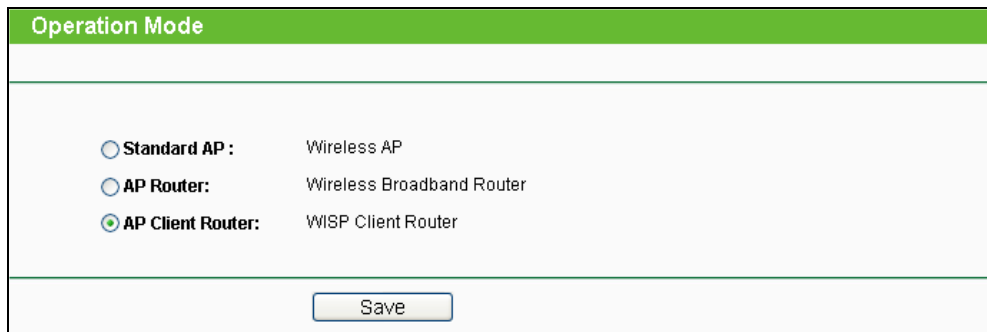 Operation Mode
Standard AP : Wireless AP
AP Router: Wireless Broadband Router
AP Client Router: WISP Client Router
Save